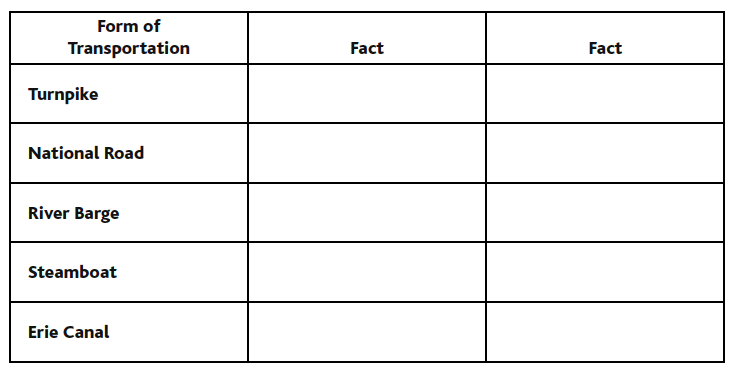 Form of
Transportation
Fact
Fact
Turnpike
National Road
River Barge
Steamboat
Erie Canal